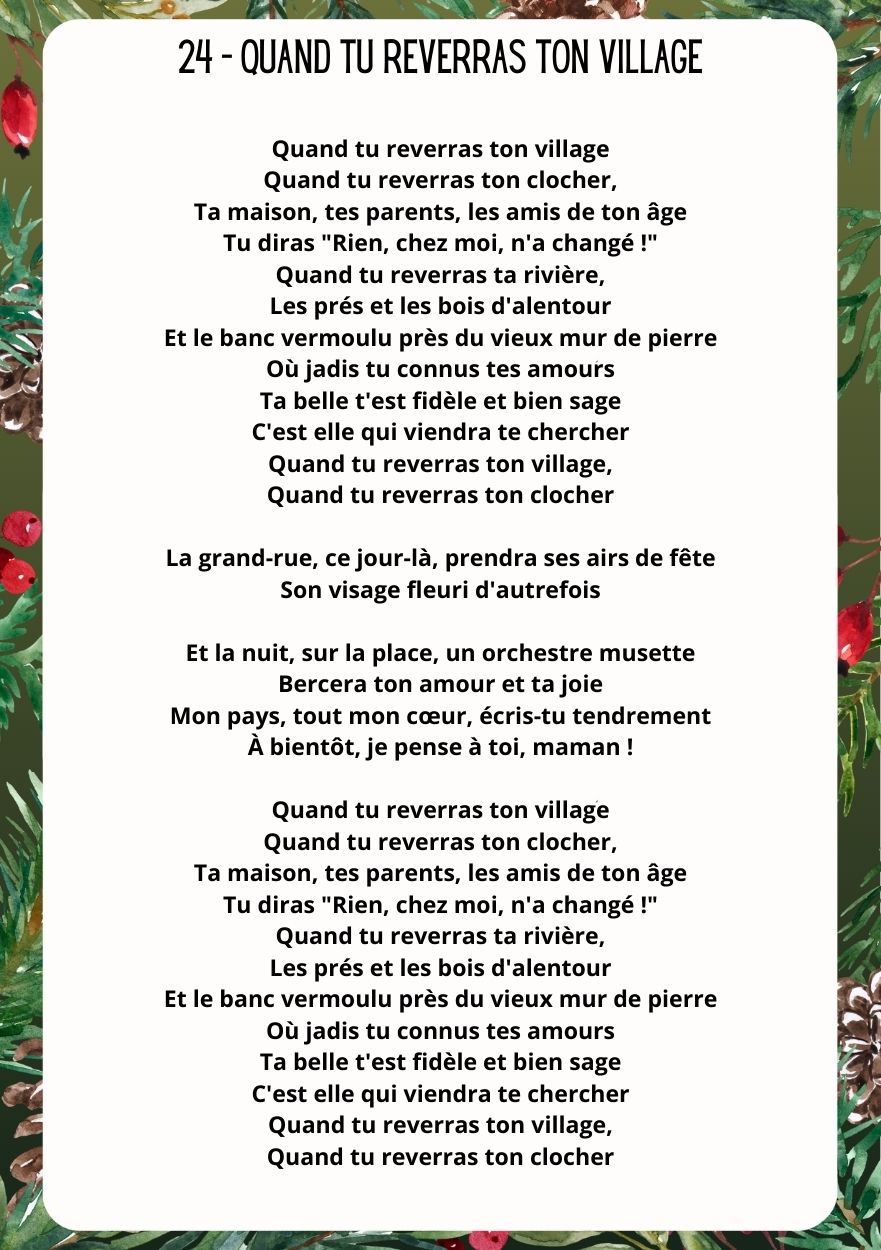 24 - QUAND TU REVERRAS TON VILLAGE
Quand tu reverras ton village
Quand tu reverras ton clocher,
Ta maison, tes parents, les amis de ton âge
Tu diras "Rien, chez moi, n'a changé !"
Quand tu reverras ta rivière,
Les prés et les bois d'alentour
Et le banc vermoulu près du vieux mur de pierre
Où jadis tu connus tes amours
Ta belle t'est fidèle et bien sage
C'est elle qui viendra te chercher
Quand tu reverras ton village,
Quand tu reverras ton clocher
La grand-rue, ce jour-là, prendra ses airs de fête
Son visage fleuri d'autrefois
Et la nuit, sur la place, un orchestre musette
Bercera ton amour et ta joie
Mon pays, tout mon cœur, écris-tu tendrement
À bientôt, je pense à toi, maman !
Quand tu reverras ton village
Quand tu reverras ton clocher,
Ta maison, tes parents, les amis de ton âge
Tu diras "Rien, chez moi, n'a changé !"
Quand tu reverras ta rivière,
Les prés et les bois d'alentour
Et le banc vermoulu près du vieux mur de pierre
Où jadis tu connus tes amours
Ta belle t'est fidèle et bien sage
C'est elle qui viendra te chercher
Quand tu reverras ton village,
Quand tu reverras ton clocher